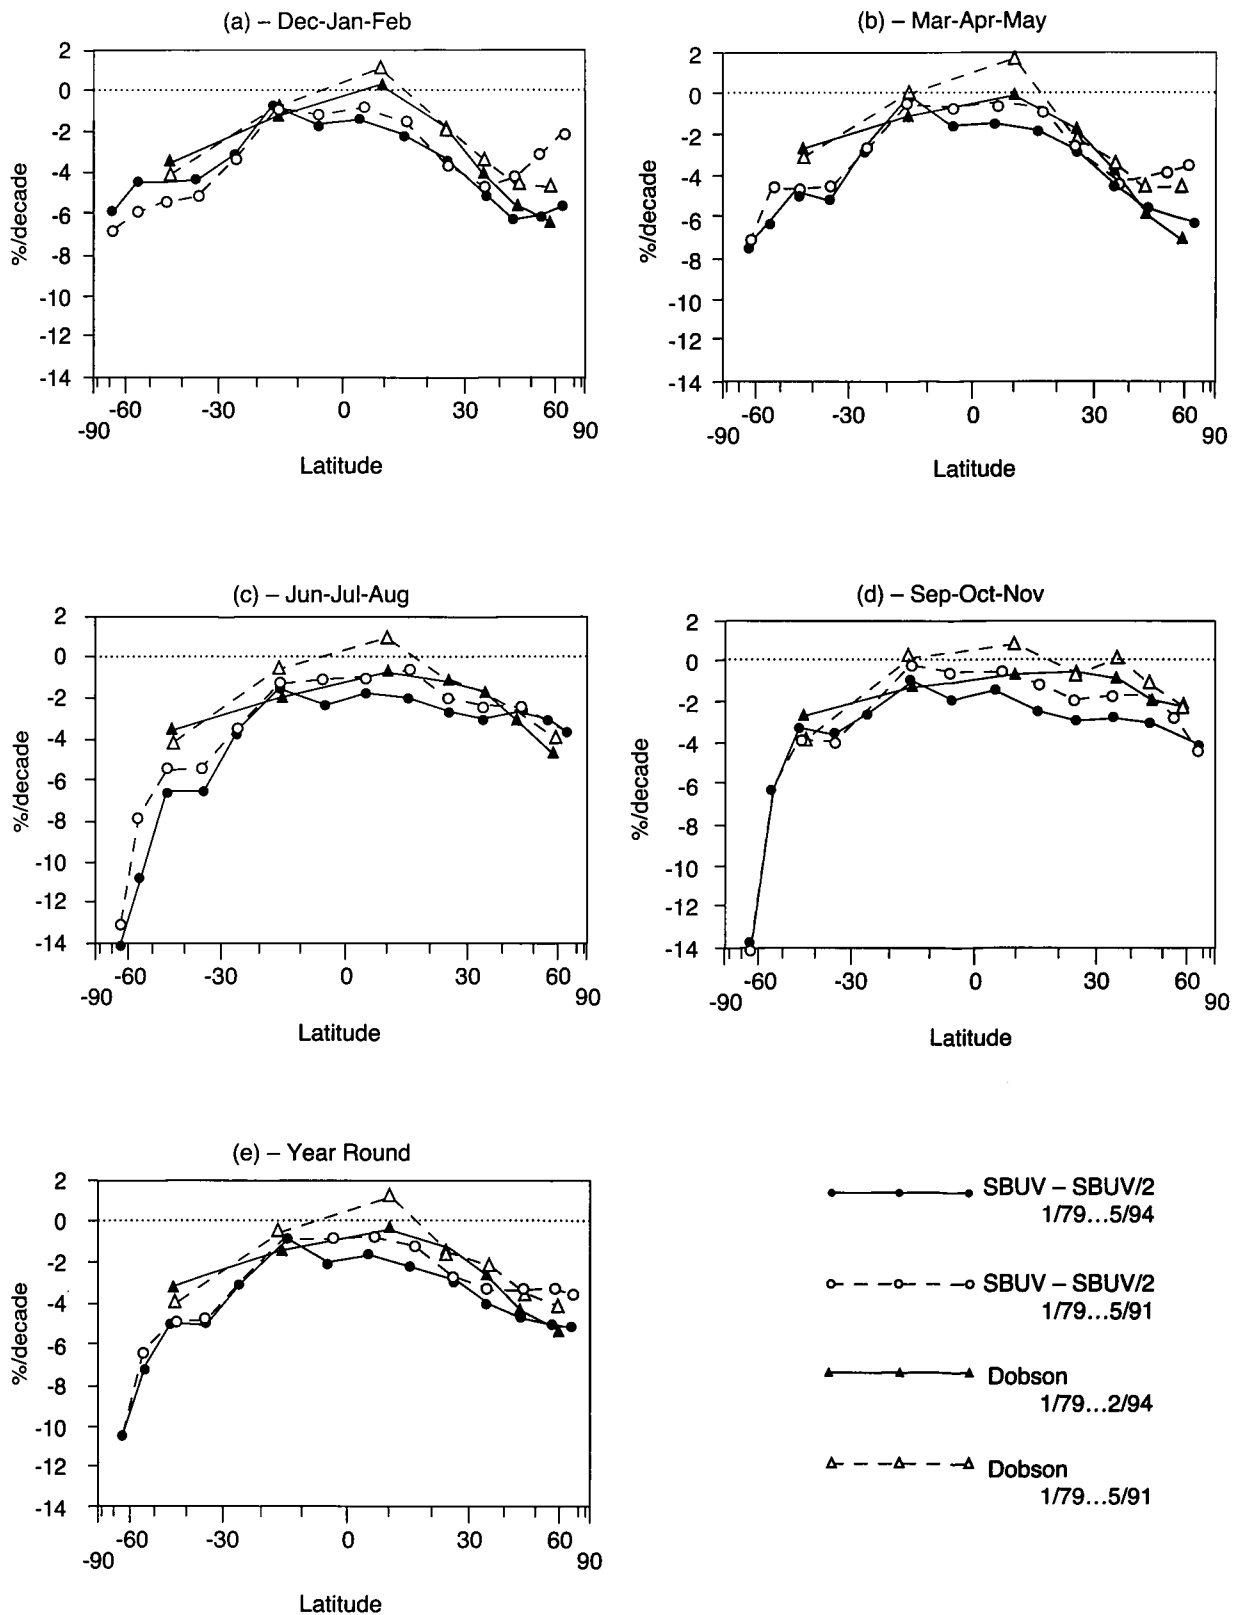 (a) – Dec-Jan-Feb
2
0
-2
-4
-6
-8
-10
-12
-14
%/decade
-60 -30 0 30 60
-90 90
Latitude
(b) – Mar-Apr-May
2
0
-2
-4
-6
-8
-10
-12
-14
%/decade
-60 -30 0 30 60
-90 90
Latitude
(c) – Jun-Jul-Aug
2
0
-2
-4
-6
-8
-10
-12
-14
%/decade
-60 -30 0 30 60
-90 90
Latitude
(d) – Sep-Oct-Nov
2
0
-2
-4
-6
-8
-10
-12
-14
%/decade
-60 -30 0 30 60
-90 90
Latitude
(e) – Year Round
2
0
-2
-4
-6
-8
-10
-12
-14
%/decade
-60 -30 0 30 60
-90 90
Latitude
SBUV – SBUV/2
1/79...5/94
SBUV – SBUV/2
1/79...5/91
Dobson
1/79...2/94
Dobson
1/79...5/91